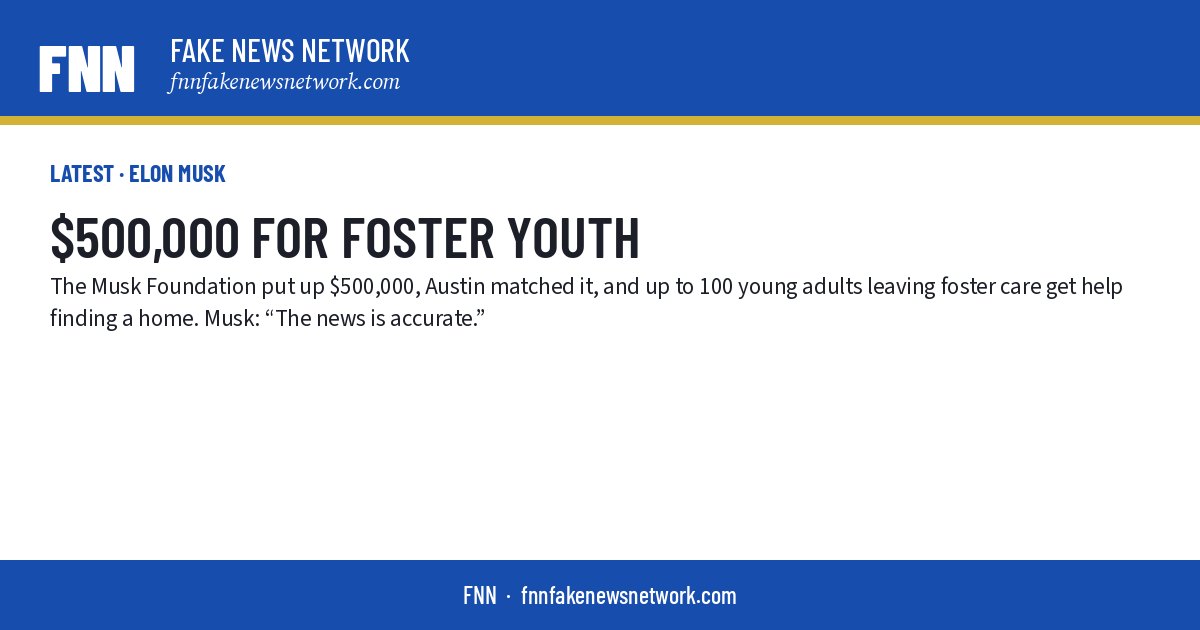 FNN
FAKE NEWS NETWORK
fnnfakenewsnetwork.com
LATEST · ELON MUSK
$500,000 FOR FOSTER YOUTH
The Musk Foundation put up $500,000, Austin matched it, and up to 100 young adults leaving foster care get help
finding a home. Musk: “The news is accurate.”
FNN · fnnfakenewsnetwork.com